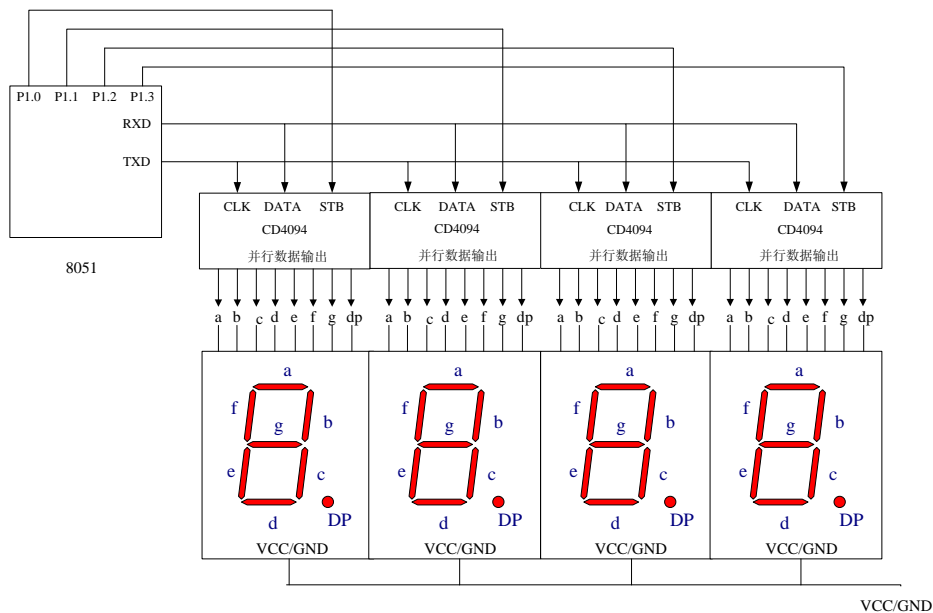 P1.0 P1.1 P1.2 P1.3
RXD
TXD
8051
CLK DATA STB CLK DATA STB CLK DATA STB CLK DATA STB
CD4094 CD4094 CD4094 CD4094
并行数据输出 并行数据输出 并行数据输出 并行数据输出
a b c d e f g dp a b c d e f g dp a b c d e f g dp a b c d e f g dp
a a a a
f b f b f b f b
g g g g
e c e c e c e c
d DP d DP d DP d DP
VCC/GND VCC/GND VCC/GND VCC/GND
VCC/GND